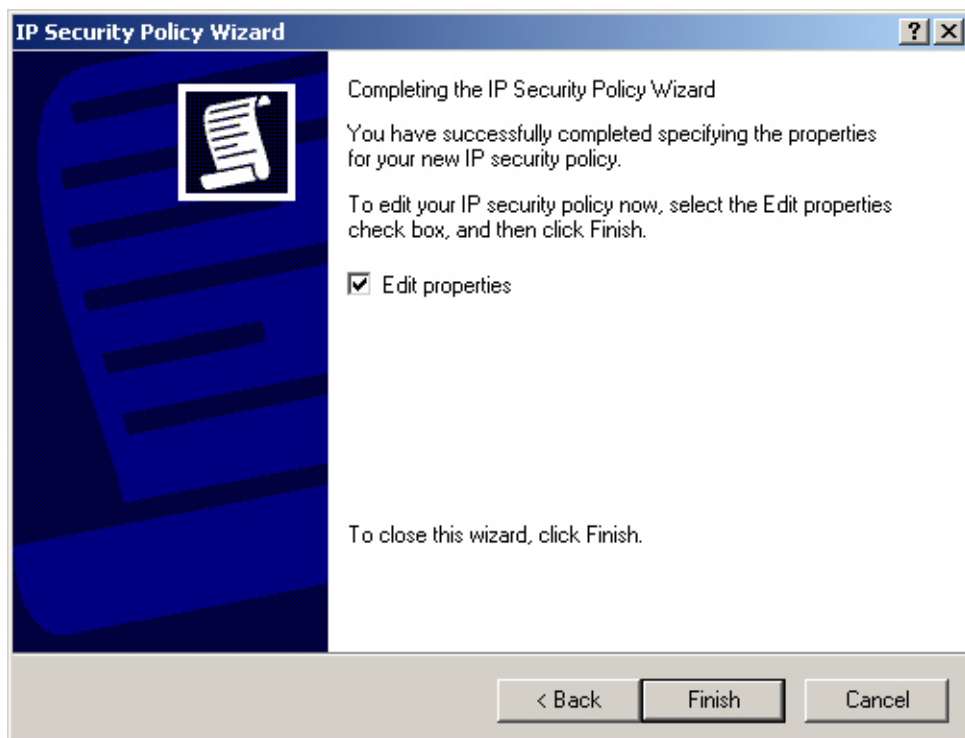 IP Security Policy Wizard
Completing the IP Security Policy Wizard
You have successfully completed specifying the properties
for your new IP security policy.
To edit your IP security policy now, select the Edit properties
check box, and then click Finish.
Edit properties
To close this wizard, click Finish.
< Back
Finish
Cancel